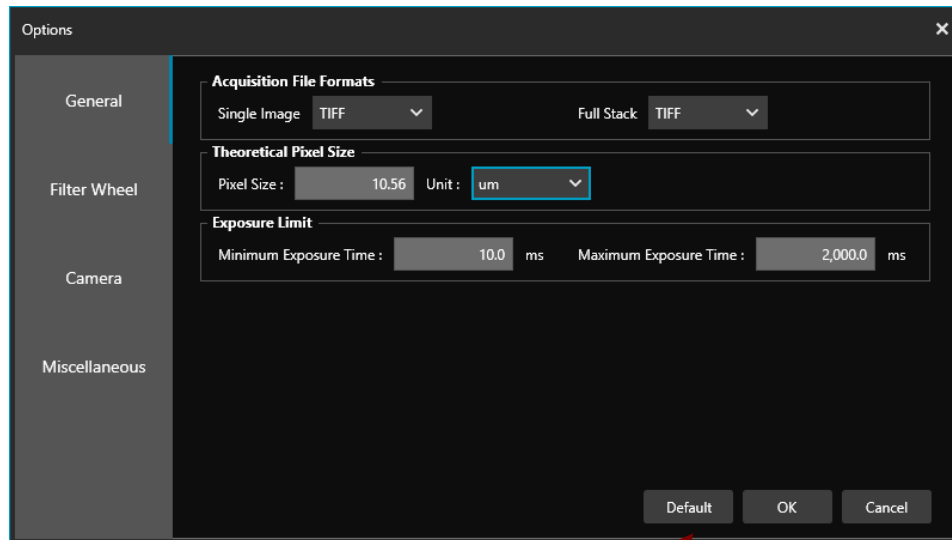 Options
General
Filter Wheel
Camera
Miscellaneous
Acquisition File Formats
Single Image TIFF Full Stack TIFF
Theoretical Pixel Size
Pixel Size : 10.56 Unit : um
Exposure Limit
Minimum Exposure Time : 10.0 ms Maximum Exposure Time : 2,000.0 ms
Default OK Cancel